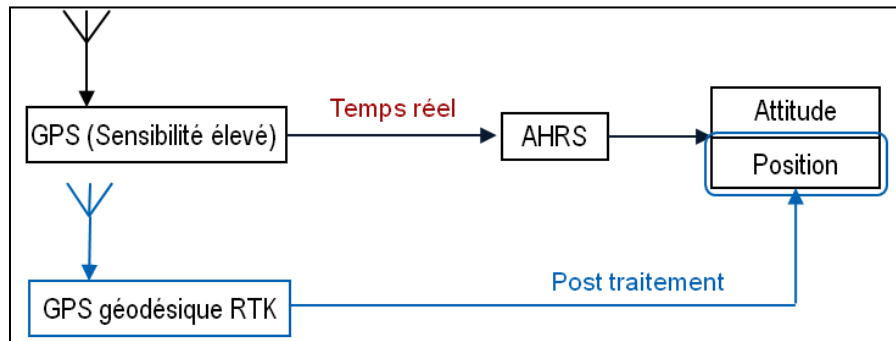 Temps réel
Attitude
GPS (Sensibilité élevé)
AHRS
Position
Post traitement
GPS géodésique RTK